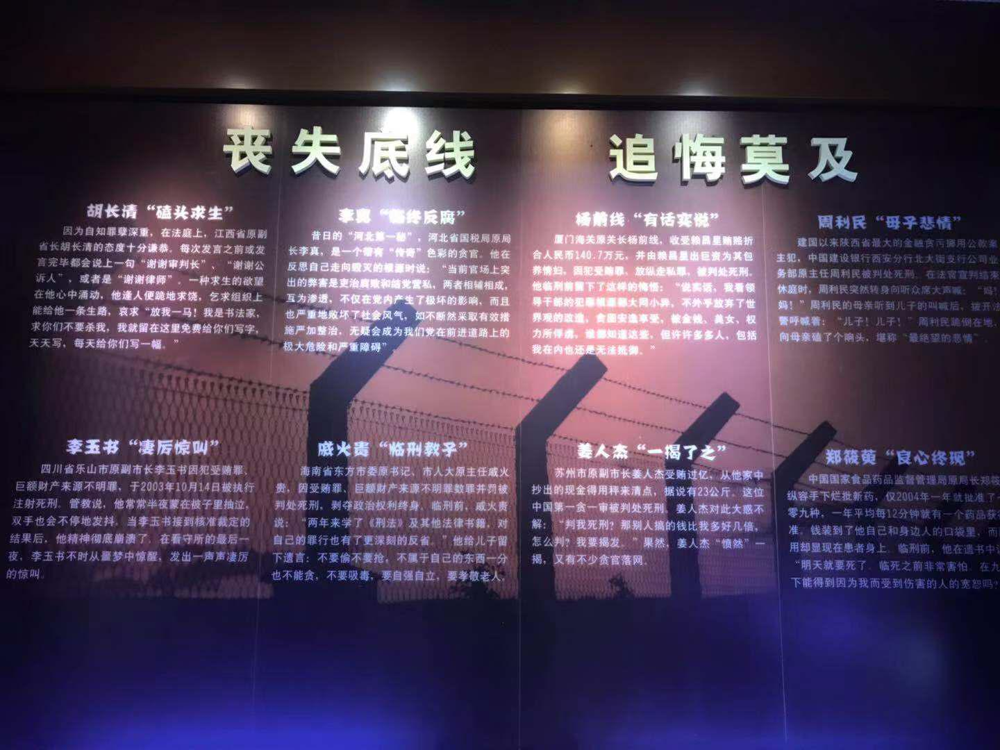 丧失底线 追悔莫及
胡长清“磕头求生”
因为自知罪孽深重，在法庭上，江西省原副
省长胡长清的态度十分谦恭。每次发言之前或发
言完毕都会说上一句“谢谢审判长”、“谢谢公
诉人”，或者是“谢谢律师”。一种求生的欲望
在他心中涌动，他逢人便跪地求饶，乞求组织上
能给他一条生路，哀求“放我一马！我是书法家，
求你们不要杀我，我就留在这里免费给你们写字，
天天写，每天给你们写一幅。”
李真“临终反腐”
昔日的“河北第一秘”，河北省国税局原局
长李真，是一个带有“传奇”色彩的贪官。他在
反思自己走向毁灭的根源时说：“当前官场上突
出的弊害是吏治腐败和结党营私，两者相辅相成，
互为渗透，不仅在党内产生了极坏的影响，而且
也严重地败坏了社会风气，如不断然采取有效措
施严加整治，无疑会成为我们党在前进道路上的
极大危险和严重障碍”。
杨前线“有话实说”
厦门海关原关长杨前线，收受赖昌星贿赂折
合人民币140.7万元，并由赖昌星出巨资为其包
养情妇。因犯受贿罪、放纵走私罪，被判处死刑。
他临刑前留下了这样的悔悟：“说实话，我看领
导干部的犯罪根源都大同小异，不外乎放弃了世
界观的改造，贪图安逸享受，被金钱、美女、权
力所俘虏，谁都知道这些，但许许多多人，包括
我在内也还是无法抵御。”
周利民“母子悲情”
建国以来陕西省最大的金融贪污挪用公款案
主犯，中国建设银行西安分行北大街支行公司业
务部原主任周利民被判处死刑。在法官宣判结束
休庭时，周利民突然转身向听众席大声喊：“妈！
妈！”周利民的母亲听到儿子的叫喊后，拨开法
警呼喊着：“儿子！儿子！”周利民跪倒在地，
向母亲磕了个响头，堪称“最绝望的悲情”。
李玉书“凄厉惊叫”
四川省乐山市原副市长李玉书因犯受贿罪、
巨额财产来源不明罪，于2003年10月14日被执行
注射死刑。管教说，他常常半夜蒙在被子里抽泣，
双手也会不停地发抖。当李玉书接到核准裁定的
结果后，他精神彻底崩溃了。在看守所的最后一
夜，李玉书不时从噩梦中惊醒，发出一声声凄厉
的惊叫。
戚火贵“临刑教子”
海南省东方市委原书记、市人大原主任戚火
贵，因受贿罪、巨额财产来源不明罪数罪并罚被
判处死刑，剥夺政治权利终身。临刑前，戚火贵
说：“两年来学了《刑法》及其他法律书籍，对
自己的罪行也有了更深刻的反省。”他给儿子留
下遗言：不要偷不要抢，不属于自己的东西一分
也不能贪，不要吸毒，要自强自立，要孝敬老人。
姜人杰“一揭了之”
苏州市原副市长姜人杰受贿过亿，从他家中
抄出的现金得用秤来清点，据说有23公斤。这位
中国第一贪一审被判处死刑。姜人杰对此大惑不
解：“判我死刑？那别人搞的钱比我多好几倍，
怎么判？我要揭发。”果然，姜人杰“愤然”一
揭，又有不少贪官落网。
郑筱萸“良心终现”
中国国家食品药品监督管理局原局长郑筱
纵容手下烂批新药，仅2004年一年就批准了一
零九种，一年平均每12分钟就有一个药品获
准。钱装到了他自己和身边人的口袋里，而
用却显现在患者身上。临刑前，他在遗书中
“明天就要死了。临死之前非常害怕。在九
下能得到因为我而受到伤害的人的宽恕吗？